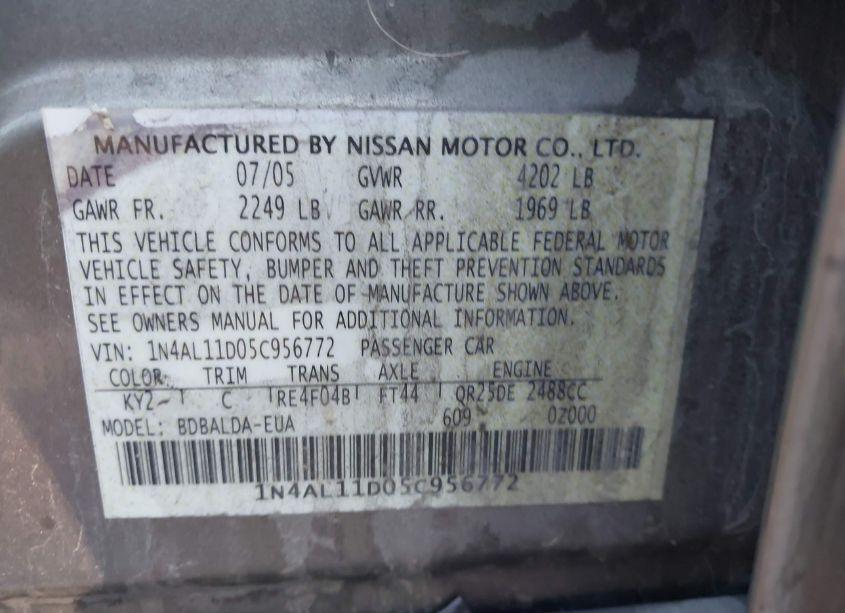 MANUFACTURED BY NISSAN MOTOR CO., LTD.
DATE 07/05 GVWR 4202 LB
GAWR FR. 2249 LB GAWR RR. 1969 LB
THIS VEHICLE CONFORMS TO ALL APPLICABLE FEDERAL MOTOR
VEHICLE SAFETY, BUMPER AND THEFT PREVENTION STANDARDS
IN EFFECT ON THE DATE OF MANUFACTURE SHOWN ABOVE.
SEE OWNERS MANUAL FOR ADDITIONAL INFORMATION.
VIN: 1N4AL11D05C956772 PASSENGER CAR
COLOR TRIM TRANS AXLE ENGINE
KY2 C RE4F04B FT44 QR25DE 2488CC
MODEL: BDBALDA-EUA 609 0Z000
1N4AL11D05C956772